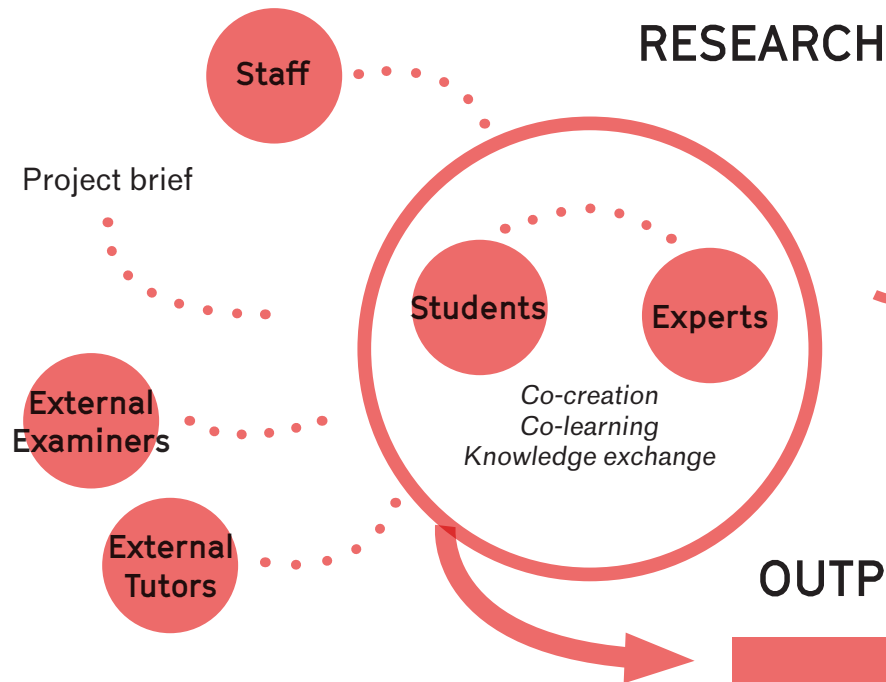 RESEARCH
Staff
Project brief
Students
Experts
Co-creation
Co-learning
Knowledge exchange
External
Examiners
External
Tutors
OUTP